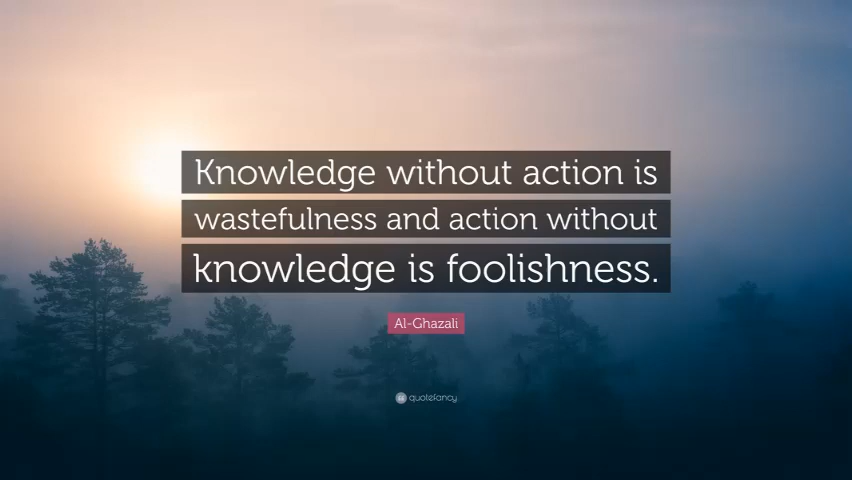 Knowledge without action is
wastefulness and action without
knowledge is foolishness.
Al-Ghazali
quotefancy